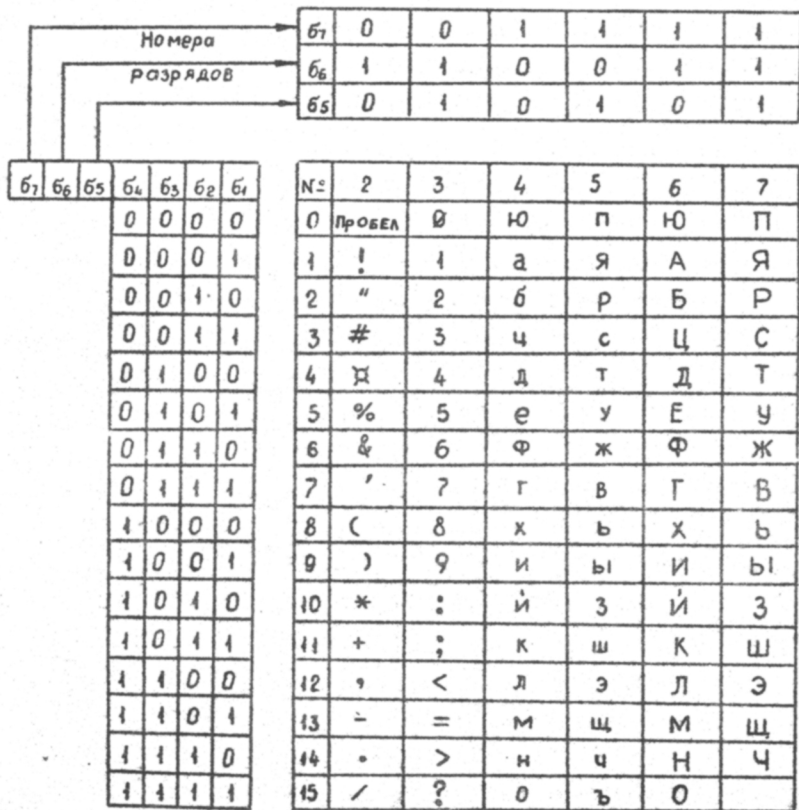 Номера
разрядов
б7 0 0 1 1 1 1
б6 1 1 0 0 1 1
б5 0 1 0 1 0 1
б7 б6 б5 б4 б3 б2 б1 № 2 3 4 5 6 7
0 0 0 0 0 ПРОБЕЛ 0 ю п Ю П
0 0 0 1 1 ! 1 а я А Я
0 0 1 0 2 " 2 б р Б Р
0 0 1 1 3 # 3 ч с Ц С
0 1 0 0 4 ¤ 4 д т Д Т
0 1 0 1 5 % 5 е у Е У
0 1 1 0 6 & 6 ф ж Ф Ж
0 1 1 1 7 ' 7 г в Г В
1 0 0 0 8 ( 8 х ь Х Ь
1 0 0 1 9 ) 9 и ы И Ы
1 0 1 0 10 * : й з Й З
1 0 1 1 11 + ; к ш К Ш
1 1 0 0 12 , < л э Л Э
1 1 0 1 13 - = м щ М Щ
1 1 1 0 14 . > н ч Н Ч
1 1 1 1 15 / ? о ъ О